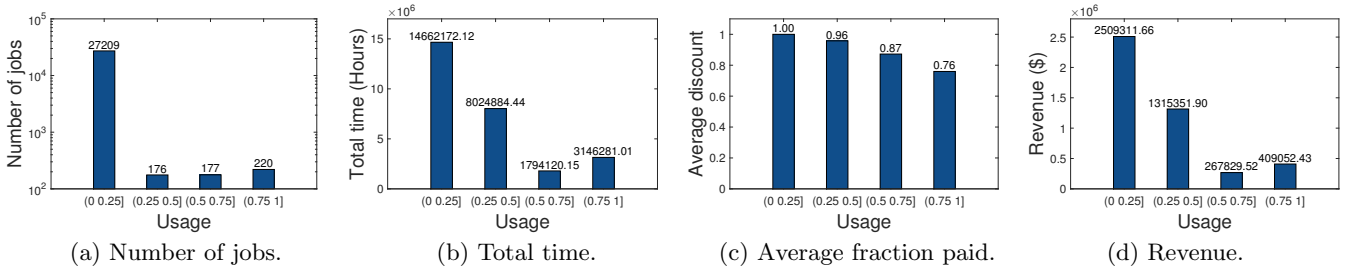 10^5
10^4
10^3
10^2
Number of jobs
27209
176
177
220
(0 0.25] (0.25 0.5] (0.5 0.75] (0.75 1]
Usage
(a) Number of jobs.
×10^6
15
10
5
0
Total time (Hours)
14662172.12
8024884.44
1794120.15
3146281.01
(0 0.25] (0.25 0.5] (0.5 0.75] (0.75 1]
Usage
(b) Total time.
1
0.8
0.6
0.4
0.2
0
Average discount
1.00
0.96
0.87
0.76
(0 0.25] (0.25 0.5] (0.5 0.75] (0.75 1]
Usage
(c) Average fraction paid.
×10^6
2.5
2
1.5
1
0.5
0
Revenue ($)
2509311.66
1315351.90
267829.52
409052.43
(0 0.25] (0.25 0.5] (0.5 0.75] (0.75 1]
Usage
(d) Revenue.